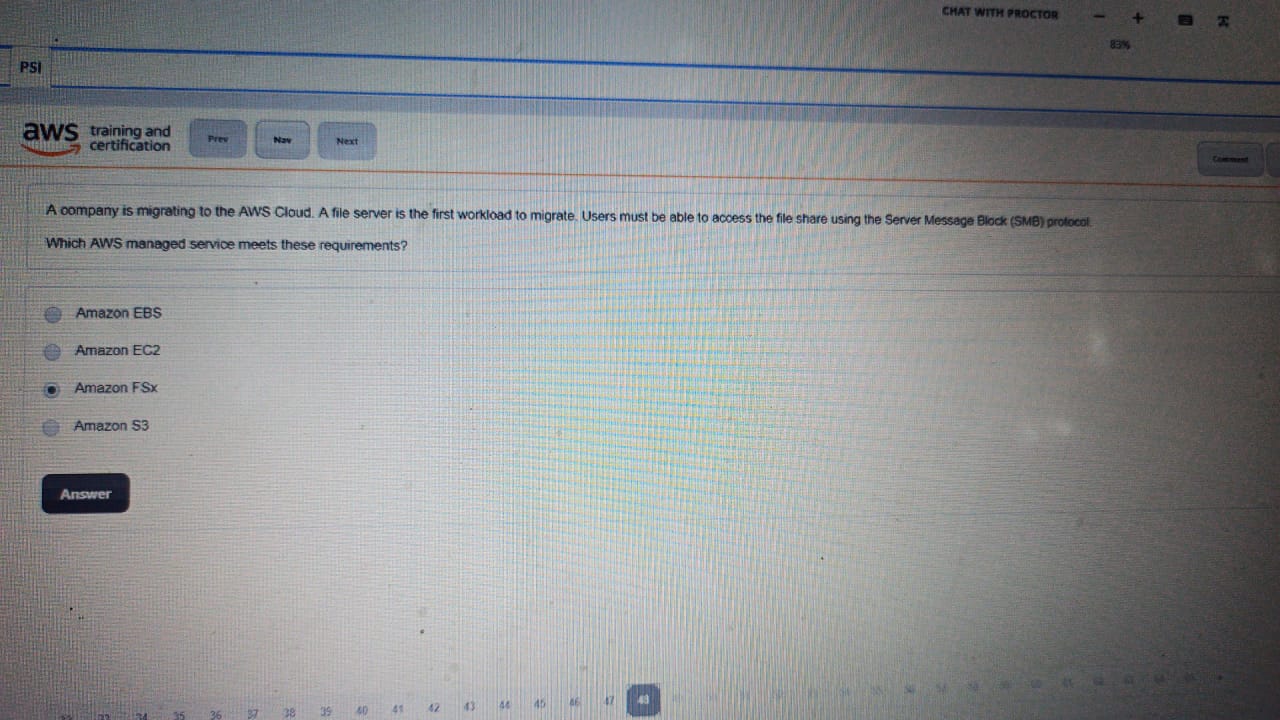 CHAT WITH PROCTOR
83%
PSI
aws training and certification
Prev
Nav
Next
Comment
A company is migrating to the AWS Cloud. A file server is the first workload to migrate. Users must be able to access the file share using the Server Message Block (SMB) protocol.
Which AWS managed service meets these requirements?
Amazon EBS
Amazon EC2
Amazon FSx
Amazon S3
Answer
34 35 36 37 38 39 40 41 42 43 44 45 46 47 48